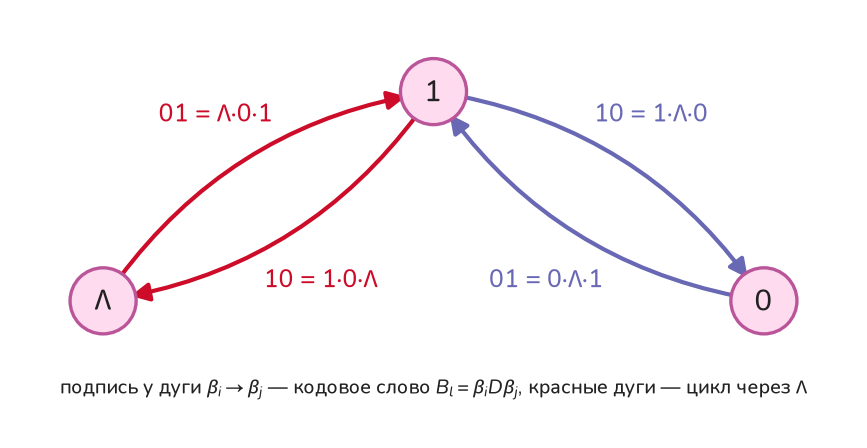 1
01 = Λ·0·1
10 = 1·Λ·0
10 = 1·0·Λ
01 = 0·Λ·1
Λ
0
подпись у дуги βᵢ → βⱼ — кодовое слово Bₗ = βᵢDβⱼ, красные дуги — цикл через Λ